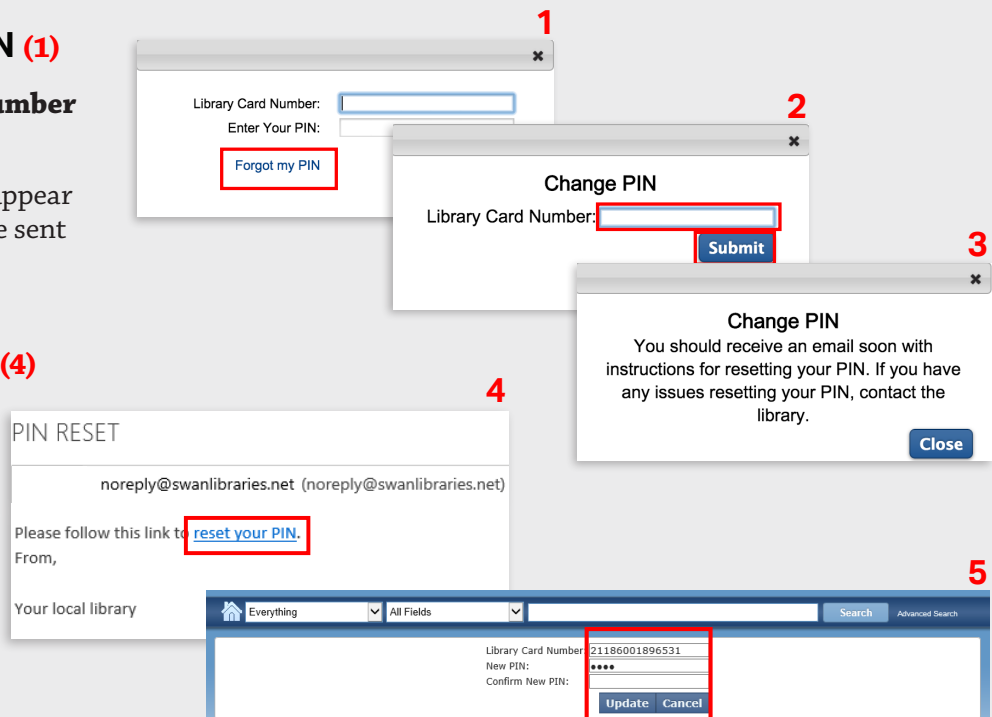 N (1)
umber
ppear
e sent
(4)
1
Library Card Number:
Enter Your PIN:
Forgot my PIN
2
Change PIN
Library Card Number:
Submit
3
Change PIN
You should receive an email soon with
instructions for resetting your PIN. If you have
any issues resetting your PIN, contact the
library.
Close
4
PIN RESET
noreply@swanlibraries.net (noreply@swanlibraries.net)
Please follow this link to reset your PIN.
From,
Your local library
5
Everything All Fields Search Advanced Search
Library Card Number: 21186001896531
New PIN: ••••
Confirm New PIN:
Update Cancel